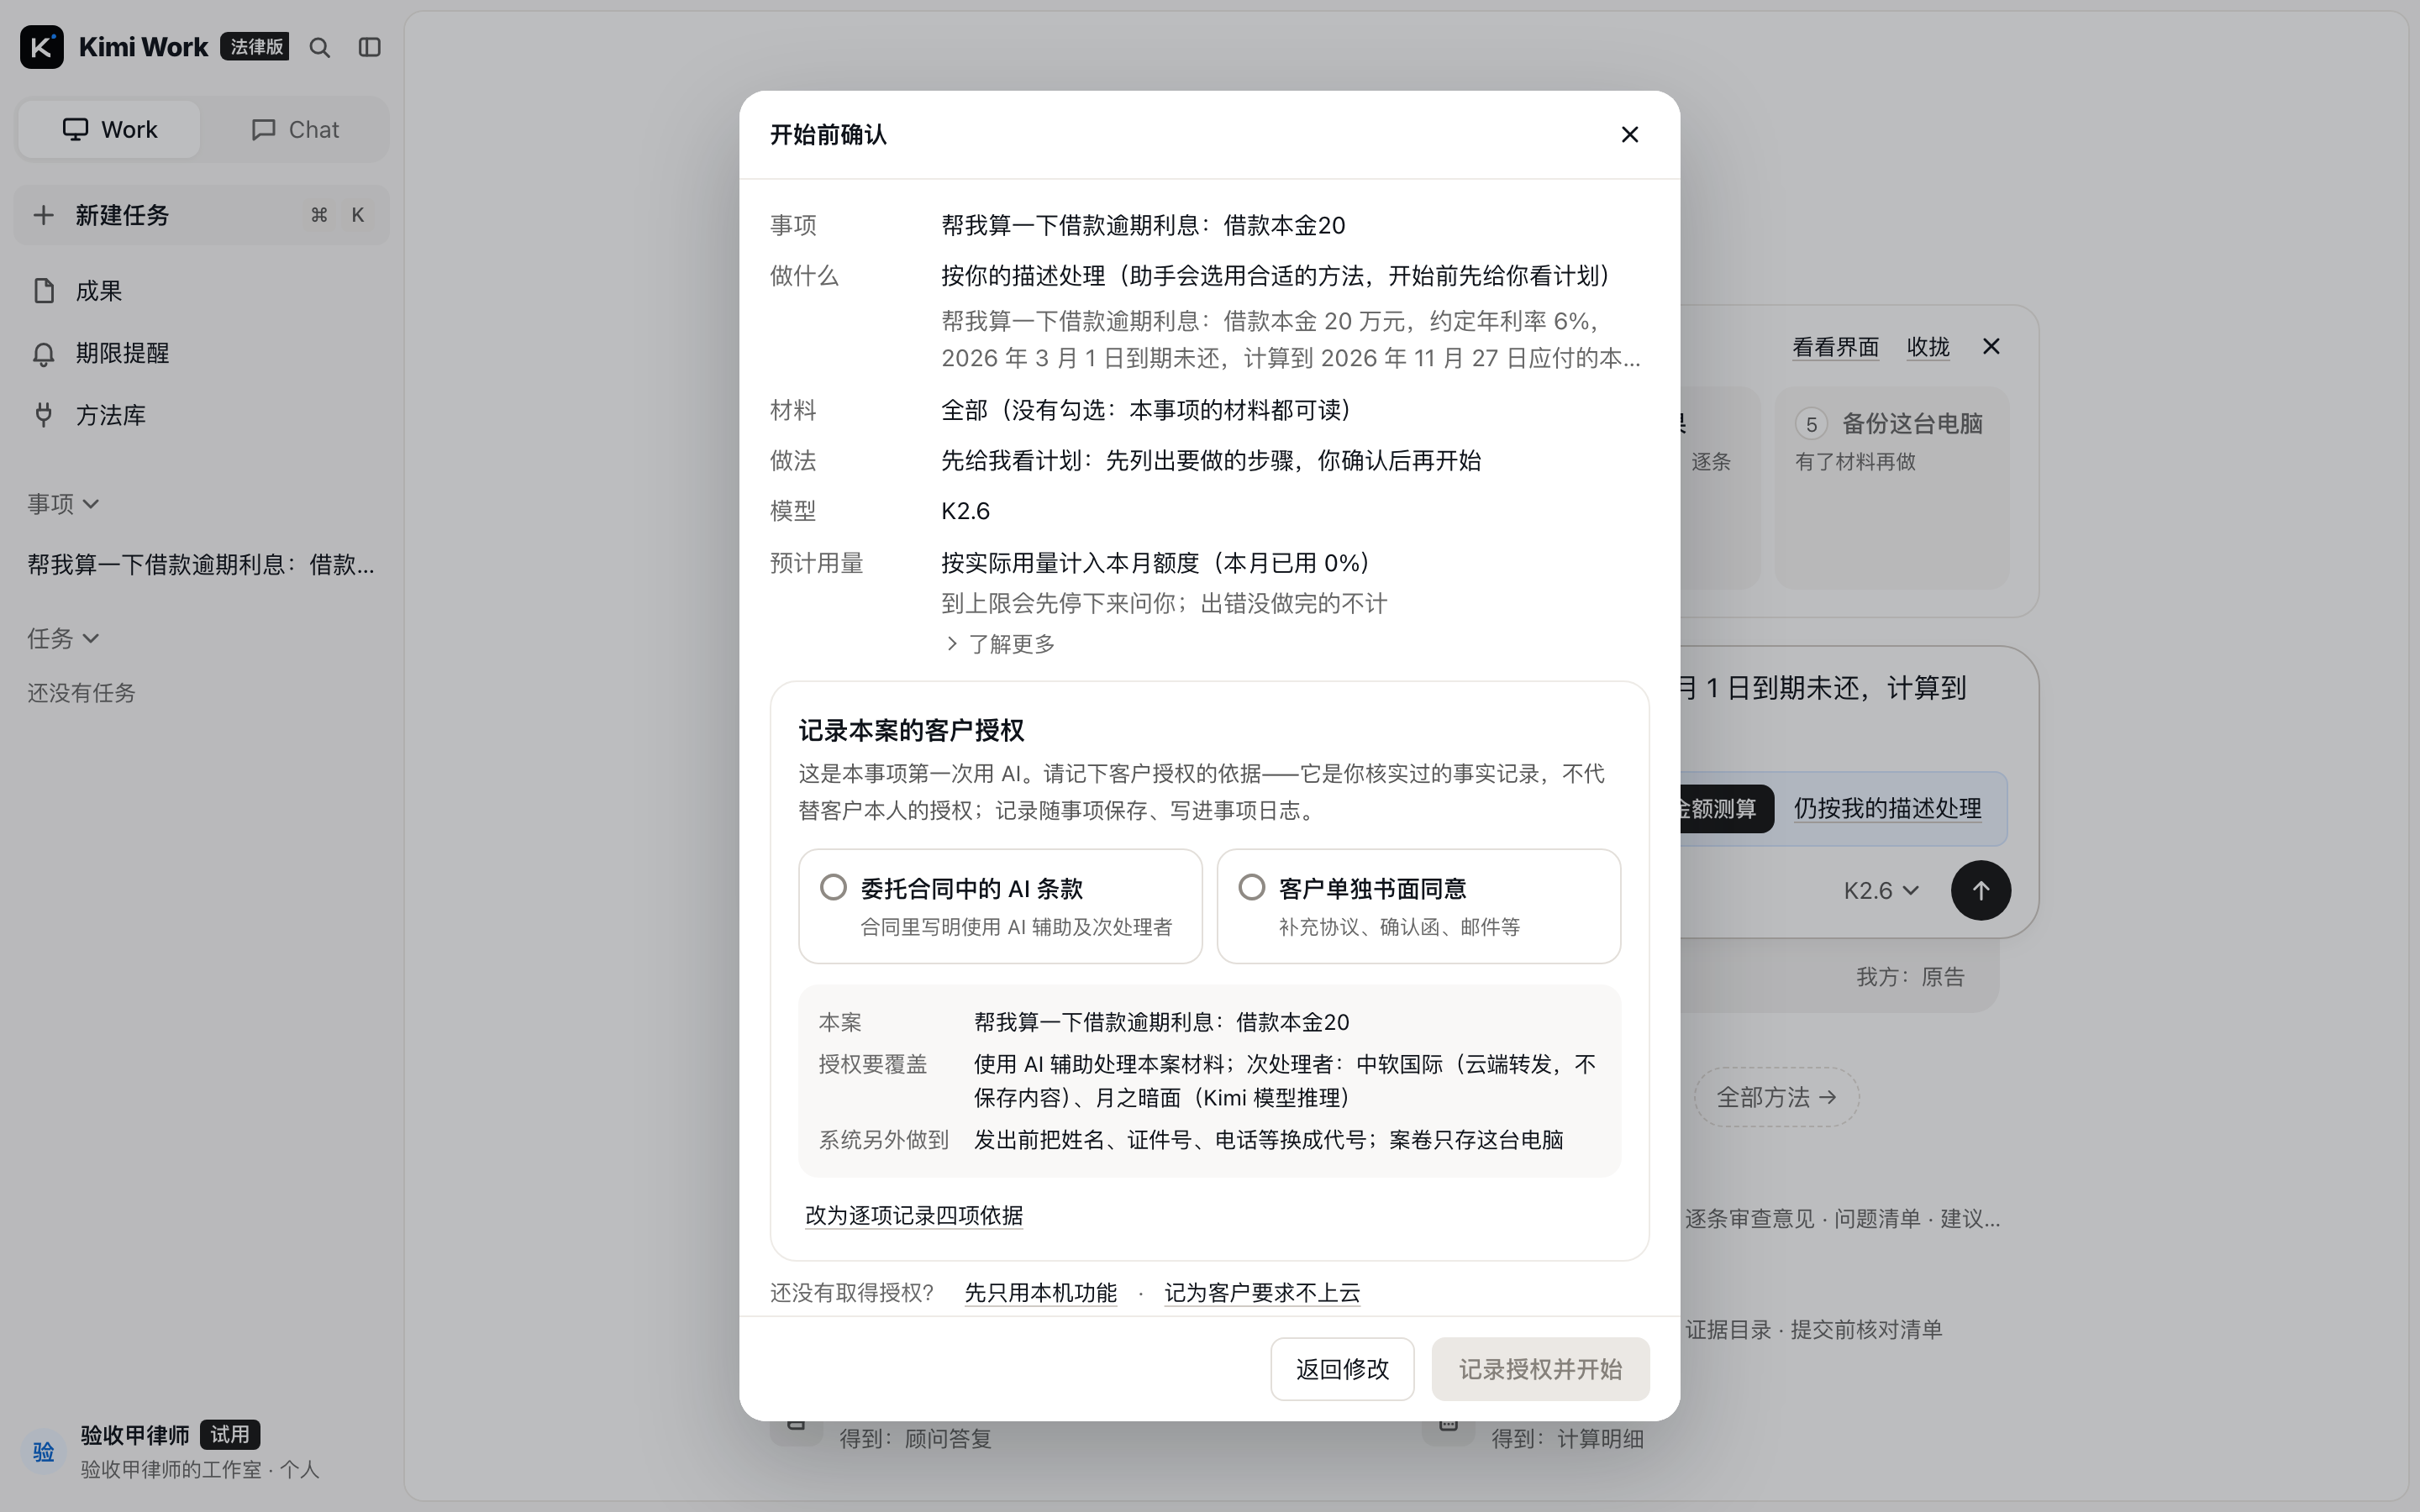 Kimi Work 法律版
Work
Chat
新建任务 ⌘ K
成果
期限提醒
方法库
事项
帮我算一下借款逾期利息：借款...
任务
还没有任务
验 验收甲律师 试用
验收甲律师的工作室 · 个人
开始前确认
事项 帮我算一下借款逾期利息：借款本金20
做什么 按你的描述处理（助手会选用合适的方法，开始前先给你看计划）
帮我算一下借款逾期利息：借款本金 20 万元，约定年利率 6%，
2026 年 3 月 1 日到期未还，计算到 2026 年 11 月 27 日应付的本...
材料 全部（没有勾选：本事项的材料都可读）
做法 先给我看计划：先列出要做的步骤，你确认后再开始
模型 K2.6
预计用量 按实际用量计入本月额度（本月已用 0%）
到上限会先停下来问你；出错没做完的不计
了解更多
记录本案的客户授权
这是本事项第一次用 AI。请记下客户授权的依据——它是你核实过的事实记录，不代
替客户本人的授权；记录随事项保存、写进事项日志。
委托合同中的 AI 条款
合同里写明使用 AI 辅助及次处理者
客户单独书面同意
补充协议、确认函、邮件等
本案 帮我算一下借款逾期利息：借款本金20
授权要覆盖 使用 AI 辅助处理本案材料；次处理者：中软国际（云端转发，不
保存内容）、月之暗面（Kimi 模型推理）
系统另外做到 发出前把姓名、证件号、电话等换成代号；案卷只存这台电脑
改为逐项记录四项依据
还没有取得授权？ 先只用本机功能 · 记为客户要求不上云
返回修改
记录授权并开始
看看界面 收拢
逐条
5 备份这台电脑
有了材料再做
月 1 日到期未还，计算到
金额测算 仍按我的描述处理
K2.6
我方：原告
全部方法 →
逐条审查意见 · 问题清单 · 建议...
证据目录 · 提交前核对清单
得到：顾问答复
得到：计算明细